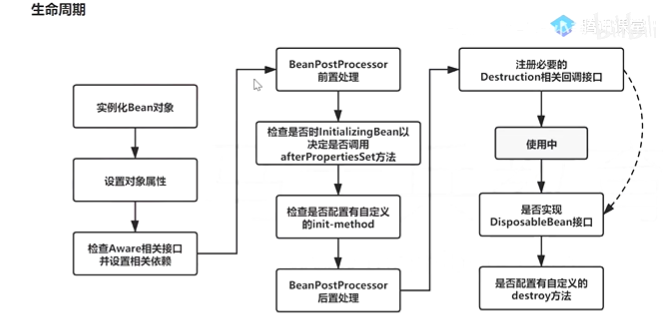 生命周期
实例化Bean对象
设置对象属性
检查Aware相关接口
并设置相关依赖
BeanPostProcessor
前置处理
检查是否时InitializingBean以
决定是否调用
afterPropertiesSet方法
检查是否配置有自定义
的init-method
BeanPostProcessor
后置处理
注册必要的
Destruction相关回调接口
使用中
是否实现
DisposableBean接口
是否配置有自定义的
destroy方法